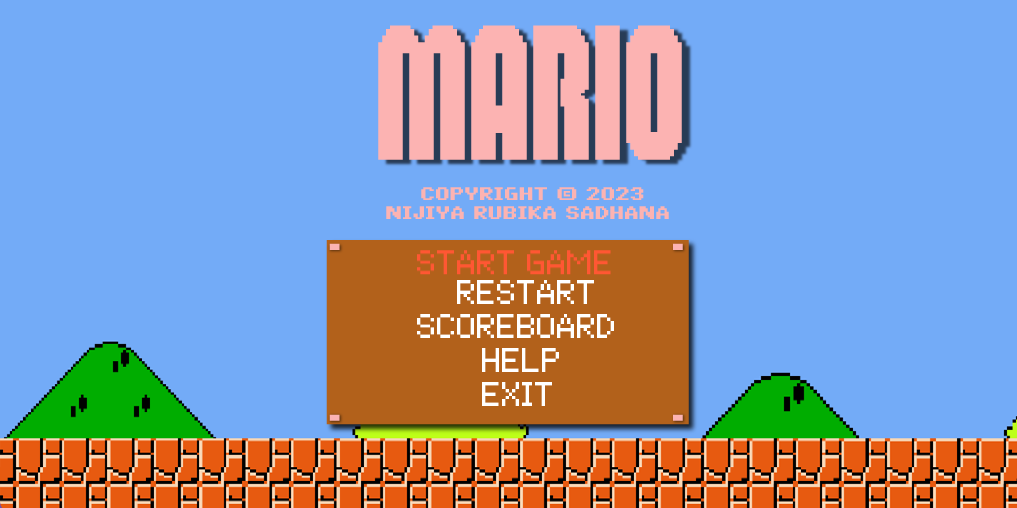 MARIO
COPYRIGHT © 2023
NIJIYA RUBIKA SADHANA
START GAME
RESTART
SCOREBOARD
HELP
EXIT